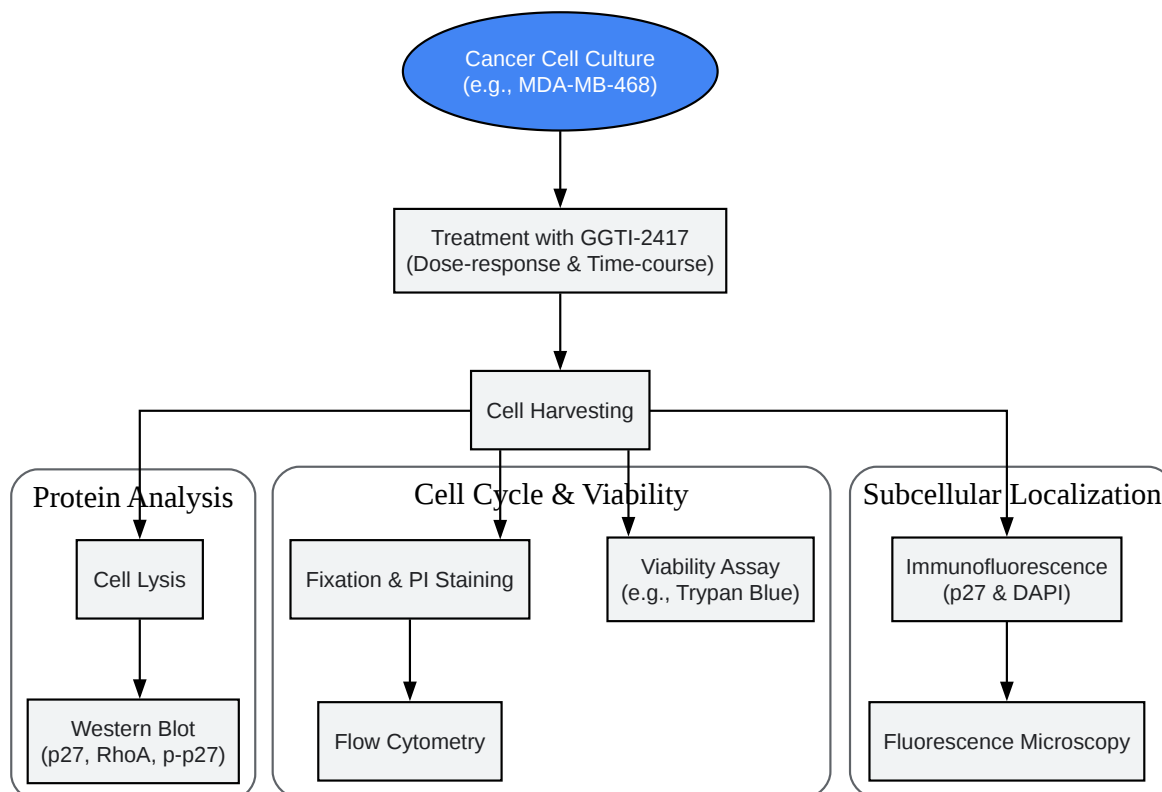 Cancer Cell Culture
(e.g., MDA-MB-468)
Treatment with GGTI-2417
(Dose-response & Time-course)
Cell Harvesting
Protein Analysis
Cell Lysis
Western Blot
(p27, RhoA, p-p27)
Cell Cycle & Viability
Fixation & PI Staining
Flow Cytometry
Viability Assay
(e.g., Trypan Blue)
Subcellular Localization
Immunofluorescence
(p27 & DAPI)
Fluorescence Microscopy